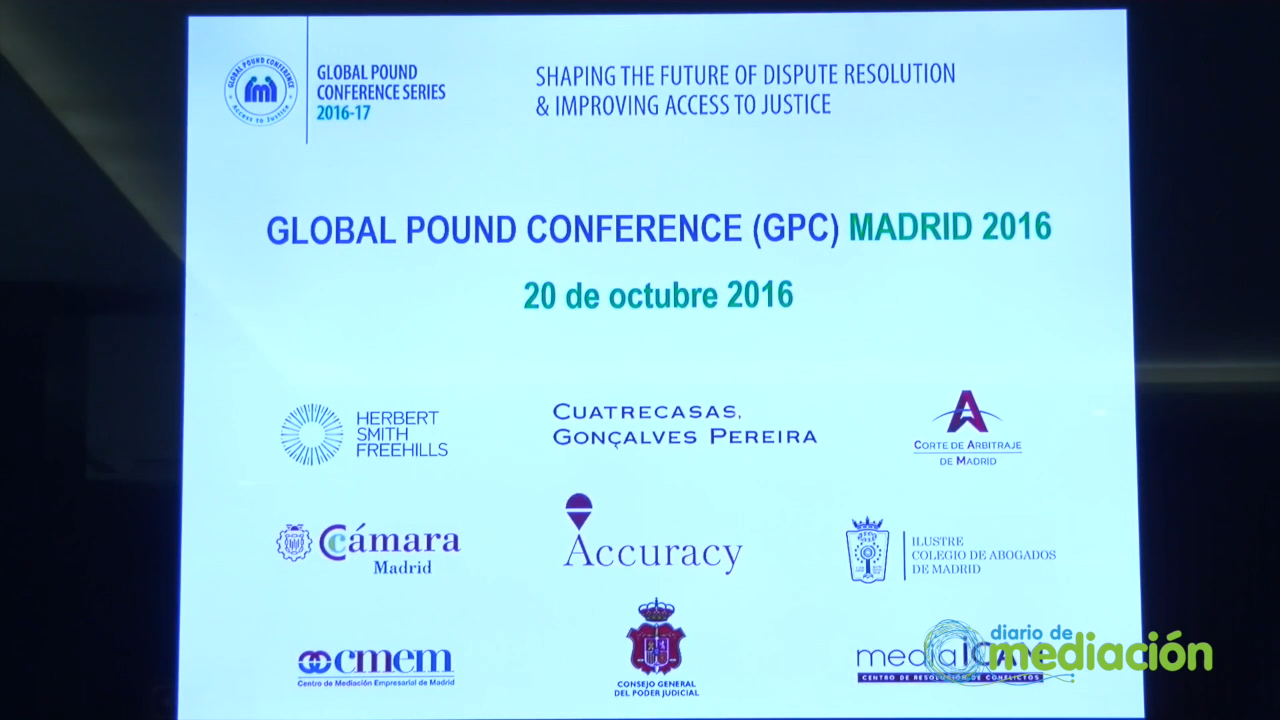 GLOBAL POUND CONFERENCE
Access to Justice
GLOBAL POUND
CONFERENCE SERIES
2016-17
SHAPING THE FUTURE OF DISPUTE RESOLUTION
& IMPROVING ACCESS TO JUSTICE
GLOBAL POUND CONFERENCE (GPC) MADRID 2016
20 de octubre 2016
HERBERT
SMITH
FREEHILLS
CUATRECASAS,
GONÇALVES PEREIRA
CORTE DE ARBITRAJE
DE MADRID
Cámara
Madrid
Accuracy
ILUSTRE
COLEGIO DE ABOGADOS
DE MADRID
cmem
Centro de Mediación Empresarial de Madrid
CONSEJO GENERAL
DEL PODER JUDICIAL
mediaICAM
CENTRO DE RESOLUCIÓN DE CONFLICTOS
diario de
mediación